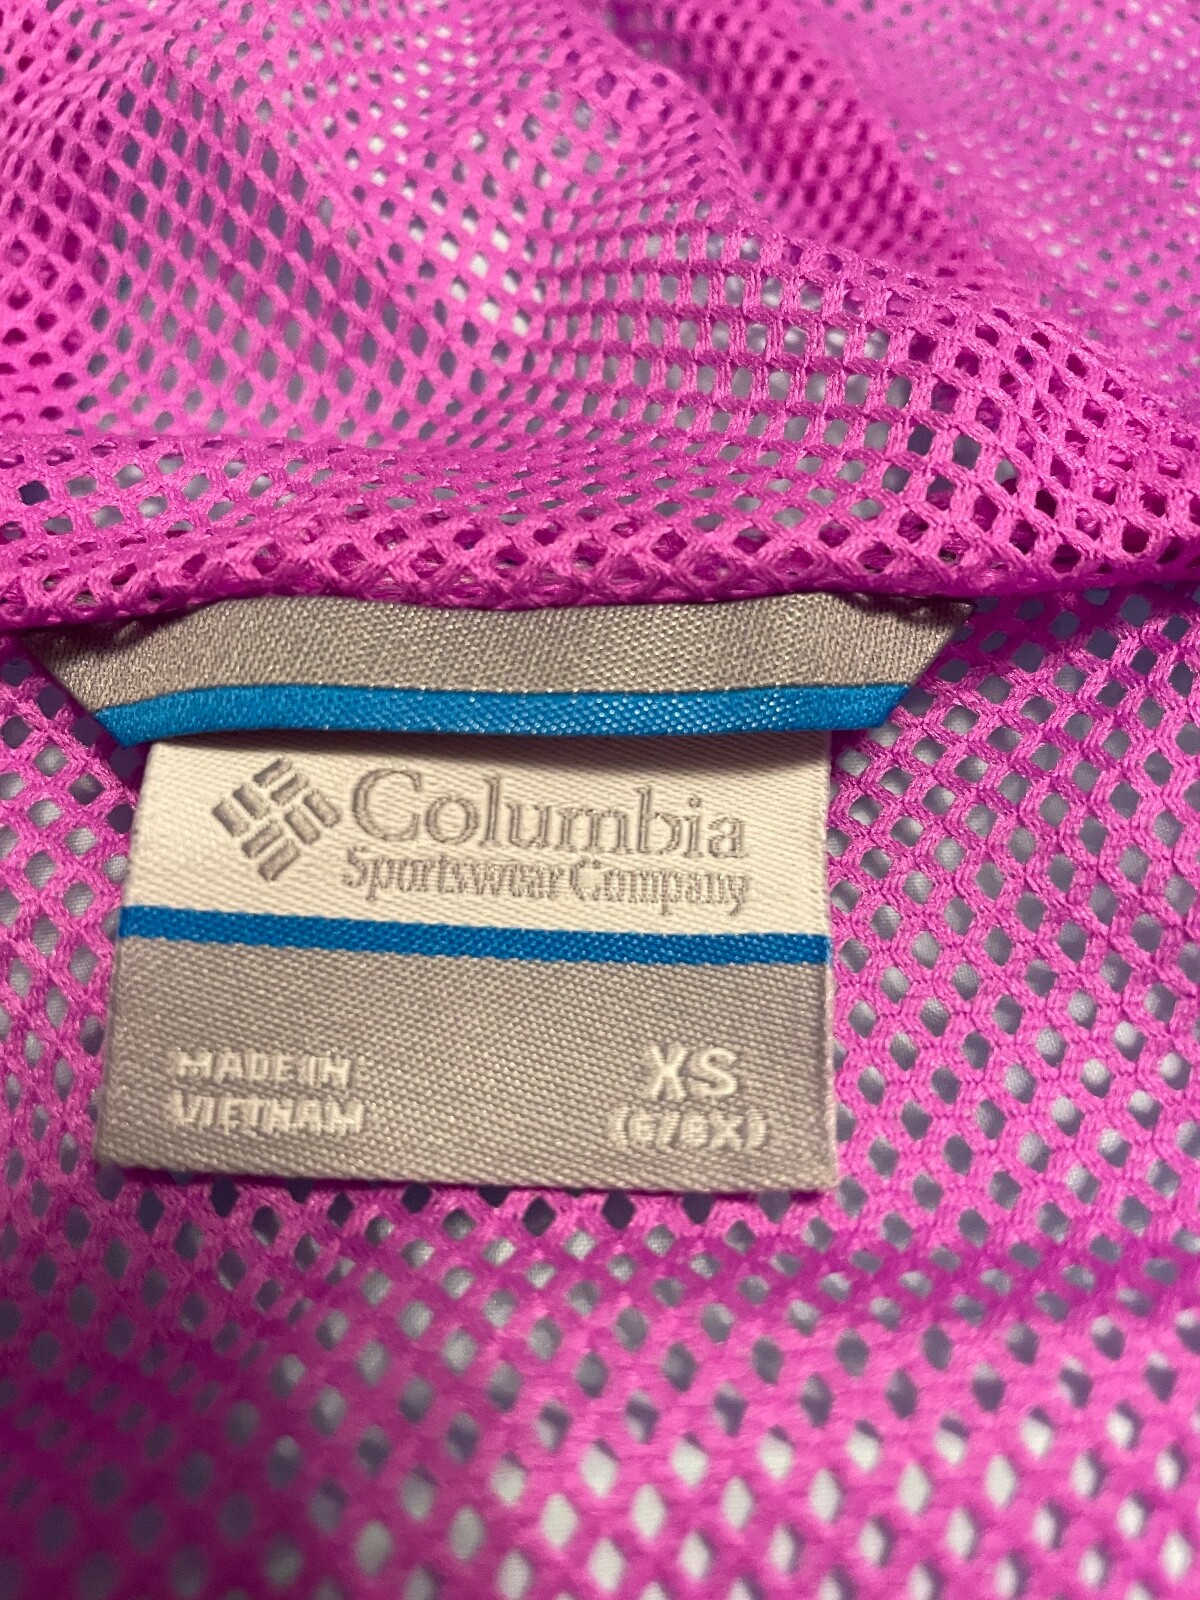 Columbia
Sportswear Company
MADE IN
VIETNAM
XS
(6/6X)